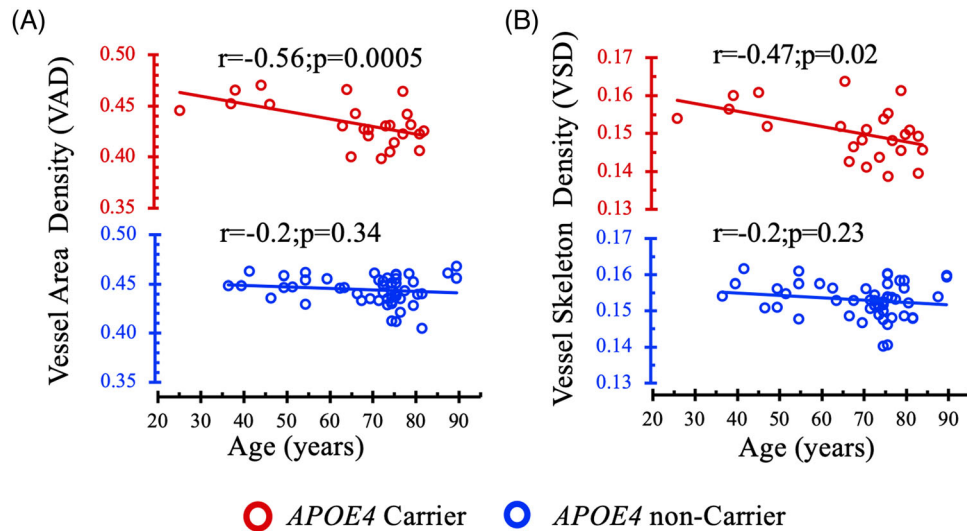 (A)
Vessel Area Density (VAD)
0.50
0.45
0.40
0.35
r=-0.56;p=0.0005
0.50
0.45
0.40
0.35
r=-0.2;p=0.34
20 30 40 50 60 70 80 90
Age (years)
(B)
Vessel Skeleton Density (VSD)
0.17
0.16
0.15
0.14
0.13
r=-0.47;p=0.02
0.17
0.16
0.15
0.14
0.13
r=-0.2;p=0.23
20 30 40 50 60 70 80 90
Age (years)
APOE4 Carrier
APOE4 non-Carrier